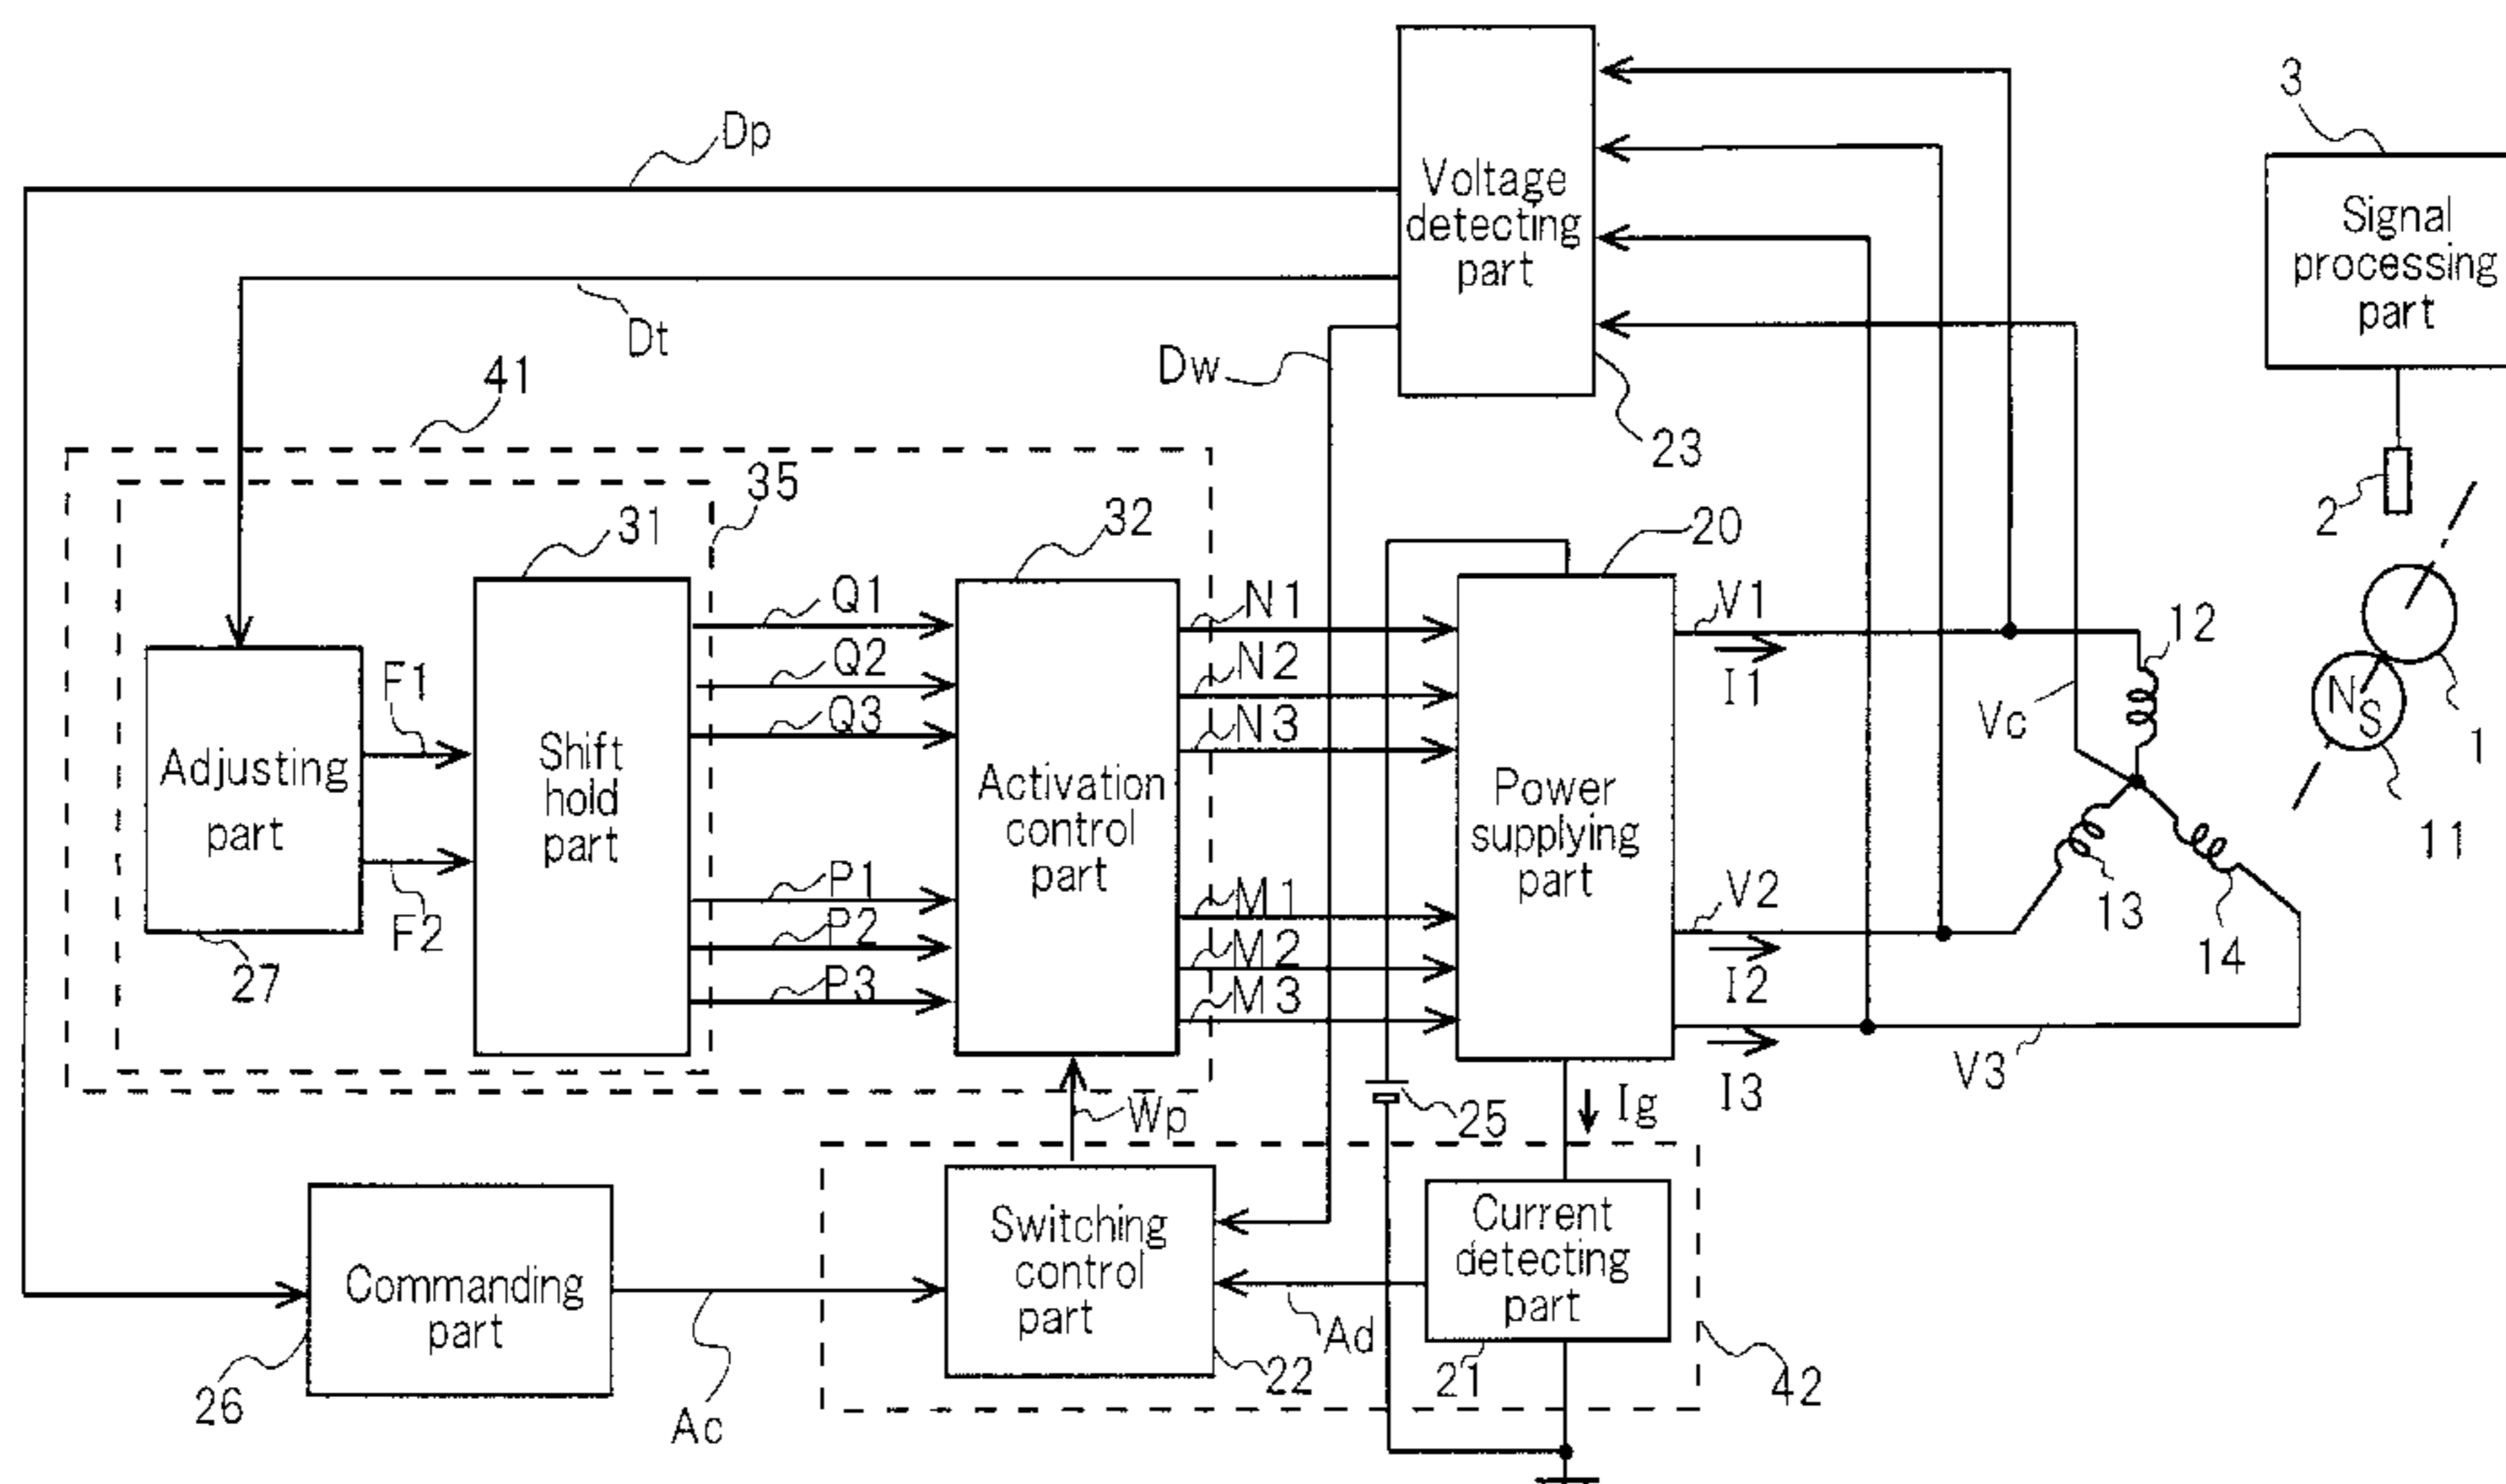 3
Dp
Voltage
detecting
part
Signal
processing
part
Dt
Dw
41
23
35
2
31
32
20
Q1
N1
V1
12
Q2
N2
I1
F1
Q3
N3
Vc
N
S
1
Adjusting
part
Shift
hold
part
Activation
control
part
Power
supplying
part
11
P1
M1
V2
13
F2
P2
M2
14
27
P3
M3
I2
V3
Wp
25
Ig
I3
Switching
control
part
Current
detecting
part
Commanding
part
Ad
26
22
21
42
Ac